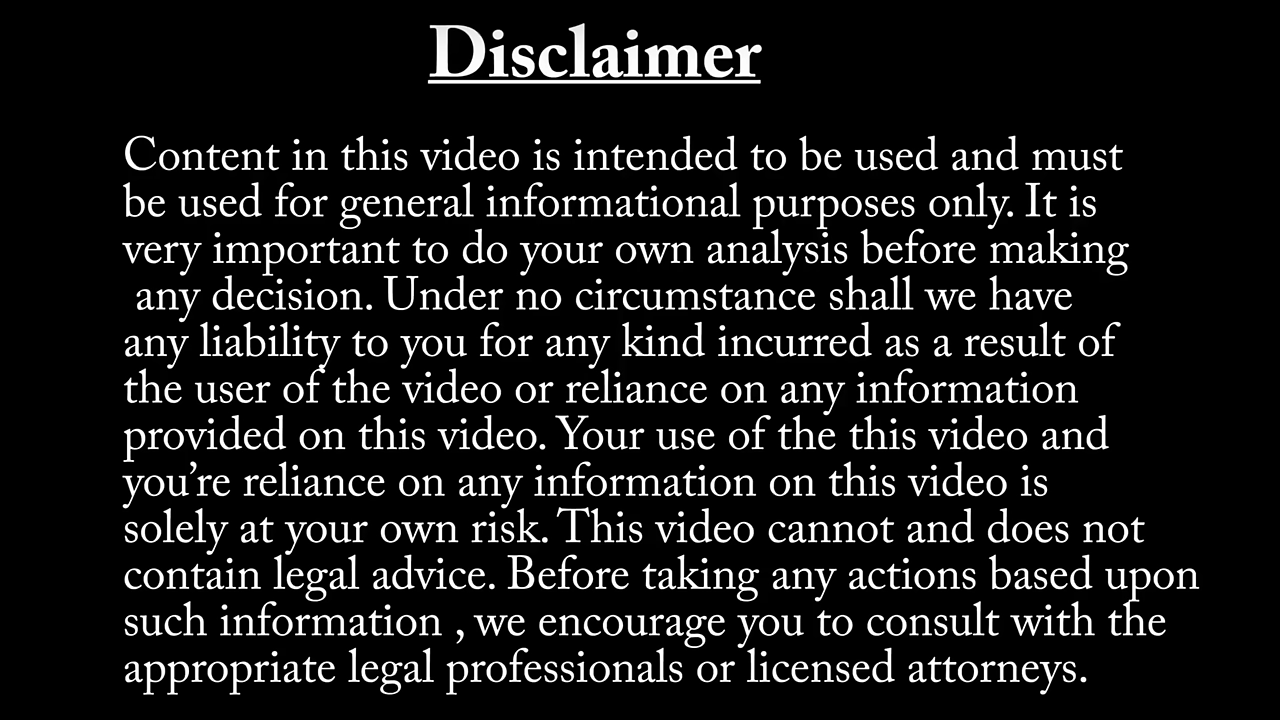 Disclaimer
Content in this video is intended to be used and must
be used for general informational purposes only. It is
very important to do your own analysis before making
any decision. Under no circumstance shall we have
any liability to you for any kind incurred as a result of
the user of the video or reliance on any information
provided on this video. Your use of the this video and
you’re reliance on any information on this video is
solely at your own risk. This video cannot and does not
contain legal advice. Before taking any actions based upon
such information , we encourage you to consult with the
appropriate legal professionals or licensed attorneys.